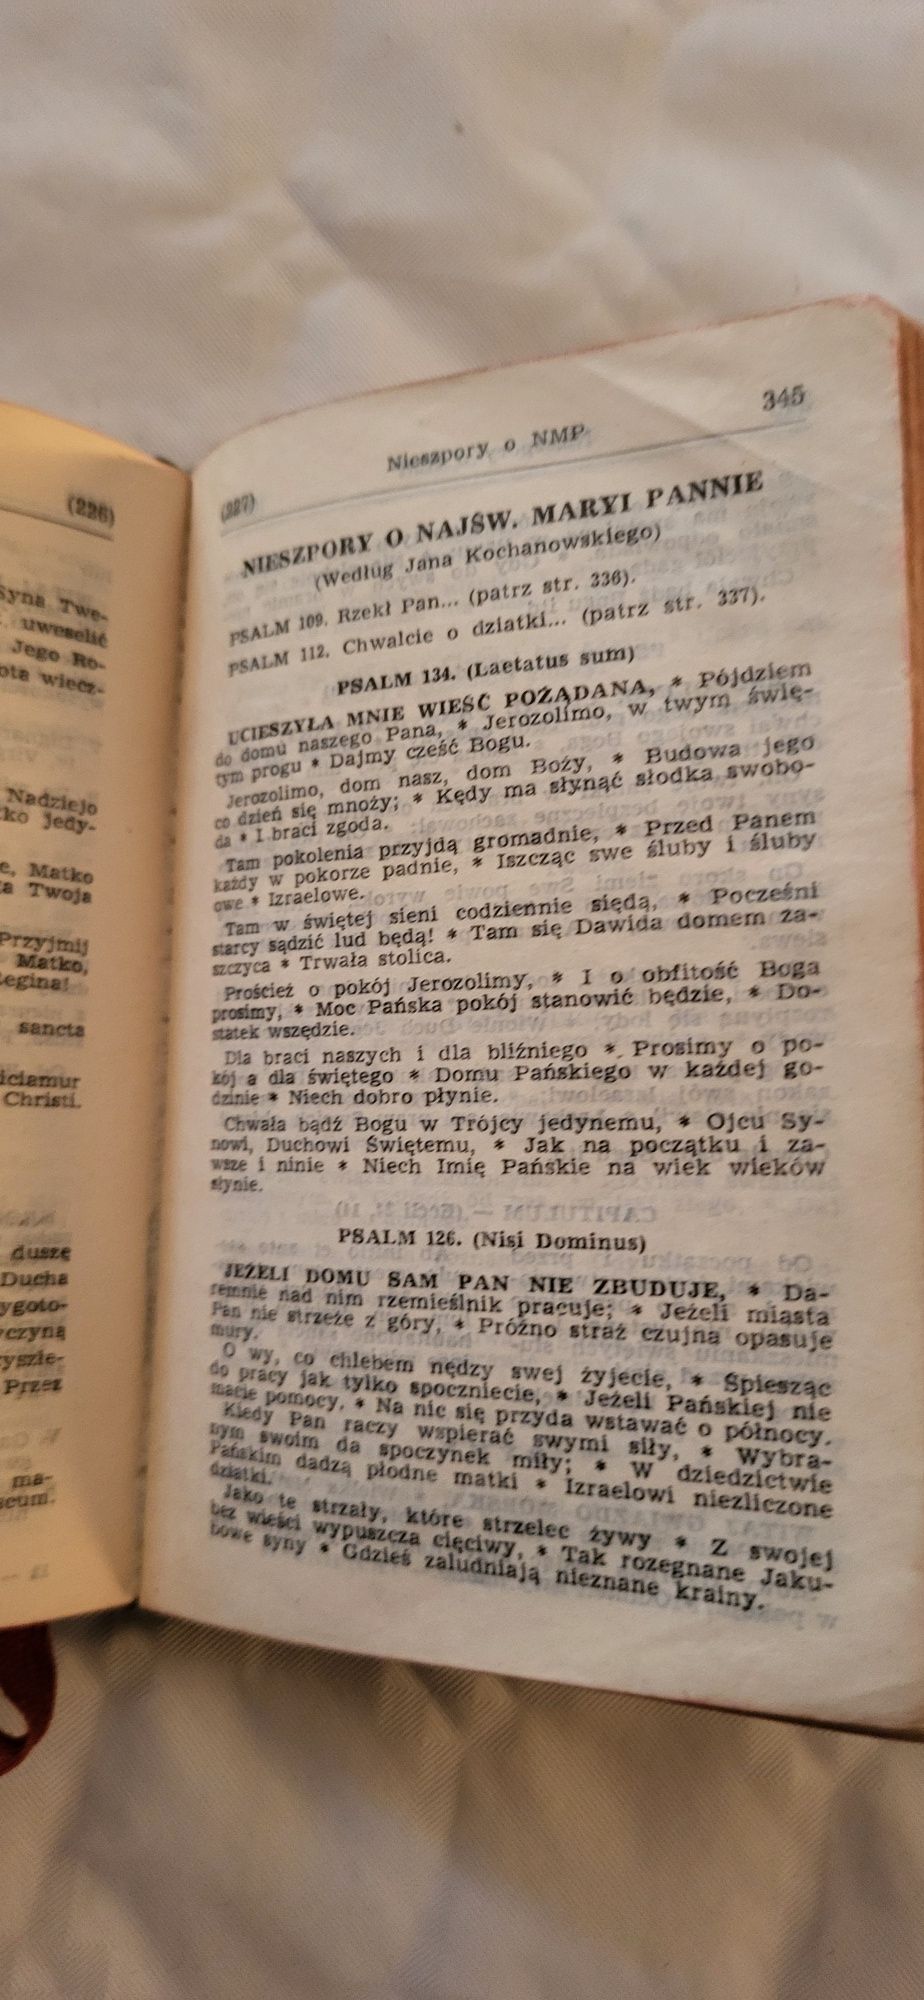 (226)
Syna Twe-
uweselić
Jego Ro-
wiecz-
Nadziejo
jedy-
Matko
Twoja
Przyjmij
Matko,
sancta
Christi.
dusze
Ducha
Przez
ma-
345
Nieszpory o NMP
(227)
NIESZPORY O NAJŚW. MARYI PANNIE
(Według Jana Kochanowskiego)
PSALM 109. Rzekł Pan... (patrz str. 336).
PSALM 112. Chwalcie o dziatki... (patrz str. 337).
PSALM 134. (Laetatus sum)
UCIESZYŁA MNIE WIEŚĆ POŻĄDANA, * Pójdziem
do domu naszego Pana, * Jerozolimo, w twym świę-
tym progu * Dajmy cześć Bogu.
Jerozolimo, dom nasz, dom Boży, * Budowa jego
co dzień się mnoży; * Kędy ma słynąć słodka swobo-
da * I braci zgoda.
Tam pokolenia przyjdą gromadnie, * Przed Panem
każdy w pokorze padnie, * Iszcząc swe śluby i śluby
owe * Izraelowe.
Tam w świętej sieni codziennie siędą, * Pocześni
starcy sądzić lud będą! * Tam się Dawida domem za-
szczyca * Trwała stolica.
Prościeź o pokój Jerozolimy, * I o obfitość Boga
prosimy, * Moc Pańska pokój stanowić będzie, * Do-
statek wszędzie.
Dla braci naszych i dla bliźniego * Prosimy o po-
kój a dla świętego * Domu Pańskiego w każdej go-
dzinie * Niech dobro płynie.
Chwała bądź Bogu w Trójcy jedynemu, * Ojcu Sy-
nowi, Duchowi Świętemu, * Jak na początku i za-
wsze i ninie * Niech Imię Pańskie na wiek wieków
słynie.
PSALM 126. (Nisi Dominus)
JEŻELI DOMU SAM PAN NIE ZBUDUJE, * Da-
remnie nad nim rzemieślnik pracuje; * Jeżeli miasta
Pan nie strzeże z góry, * Próżno straż czujna opasuje
mury.
O wy, co chlebem nędzy swej żyjecie, * Spiesząc
do pracy jak tylko spoczniecie, * Jeżeli Pańskiej nie
macie pomocy, * Na nic się przyda wstawać o północy.
Kiedy Pan raczy wspierać swymi siły, * Wybra-
nym swoim da spoczynek miły; * W dziedzictwie
Pańskim dadzą płodne matki * Izraelowi niezliczone
dziatki.
Jako te strzały, które strzelec żywy * Z swojej
bez wieści wypuszcza cięciwy, * Tak rozegnane Jaku-
bowe syny * Gdzieś zaludniają nieznane krainy.